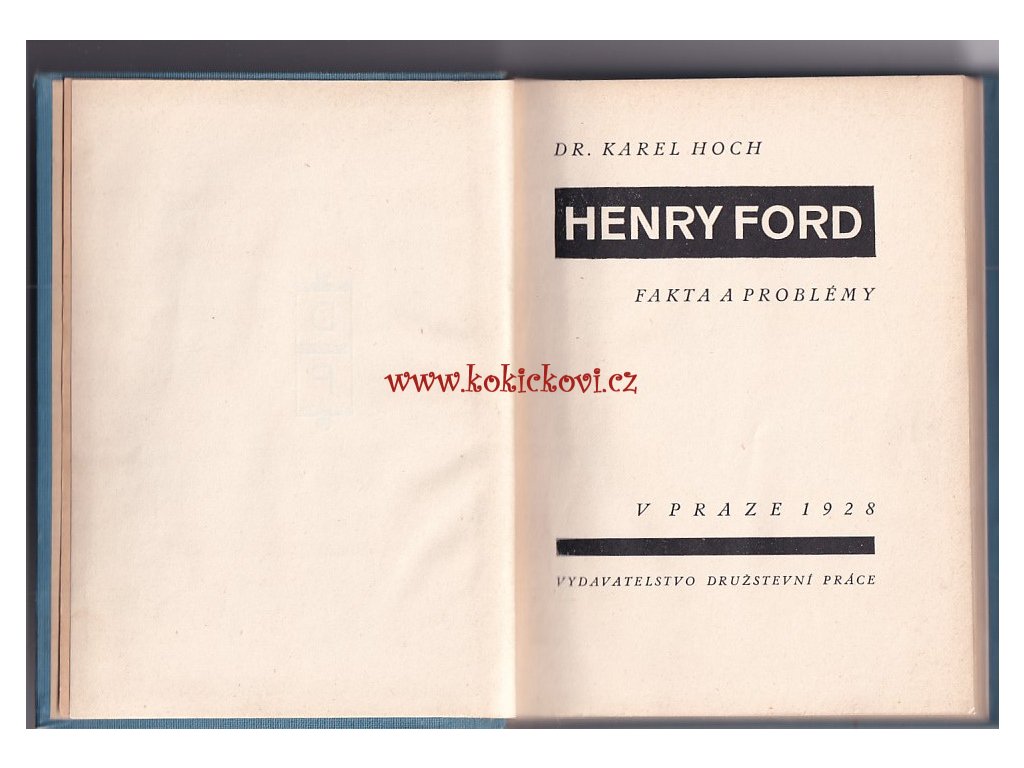 DR. KAREL HOCH
HENRY FORD
FAKTA A PROBLÉMY
www.kokickovi.cz
V PRAZE 1928
VYDAVATELSTVO DRUŽSTEVNÍ PRÁCE